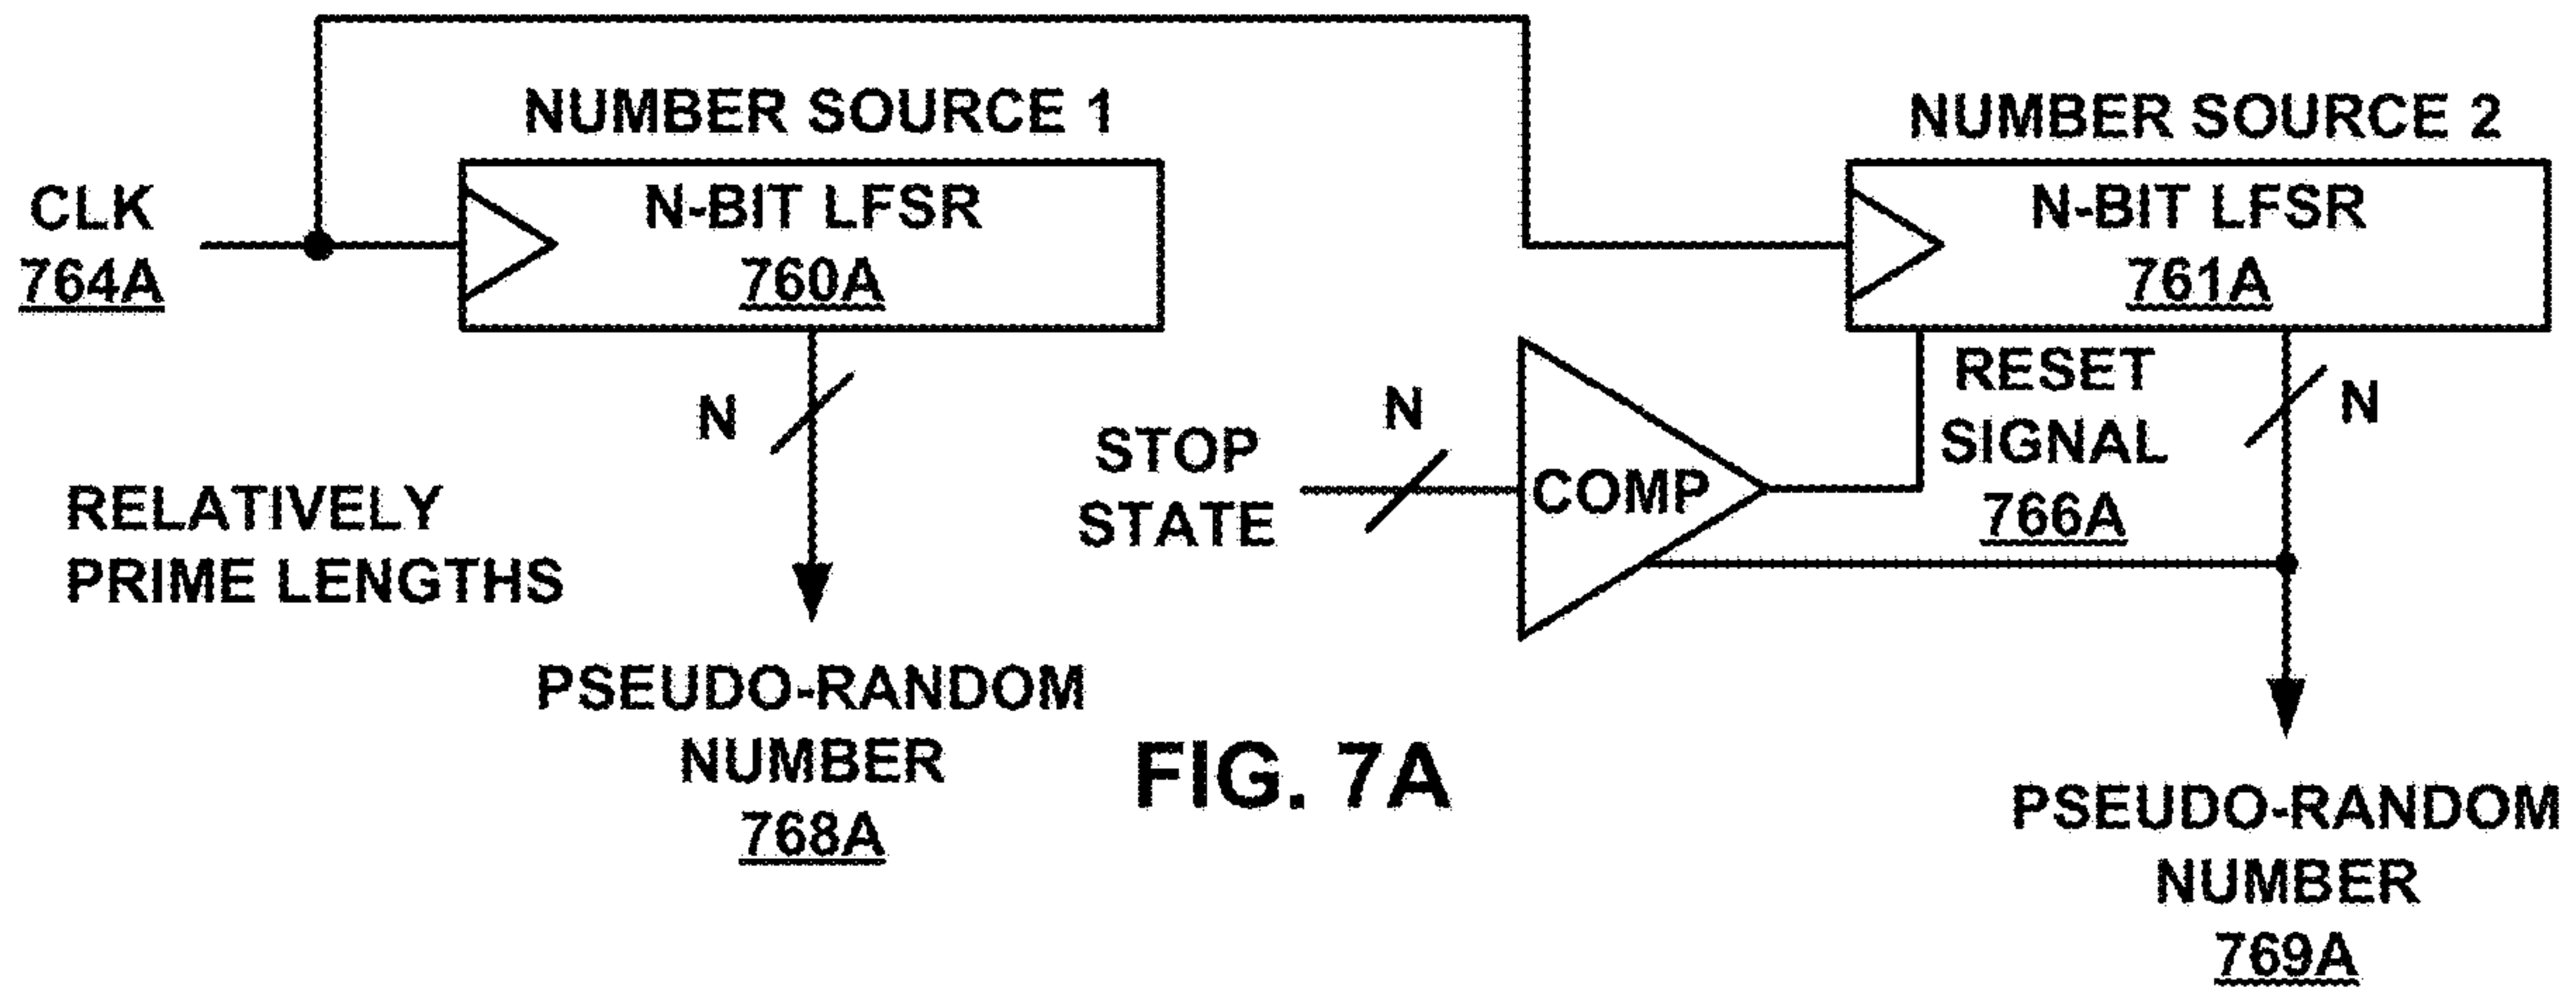 NUMBER SOURCE 1
CLK
764A
N-BIT LFSR
760A
N
RELATIVELY
PRIME LENGTHS
PSEUDO-RANDOM
NUMBER
768A
NUMBER SOURCE 2
N-BIT LFSR
761A
STOP
STATE
N
COMP
RESET
SIGNAL
766A
N
PSEUDO-RANDOM
NUMBER
769A
FIG. 7A